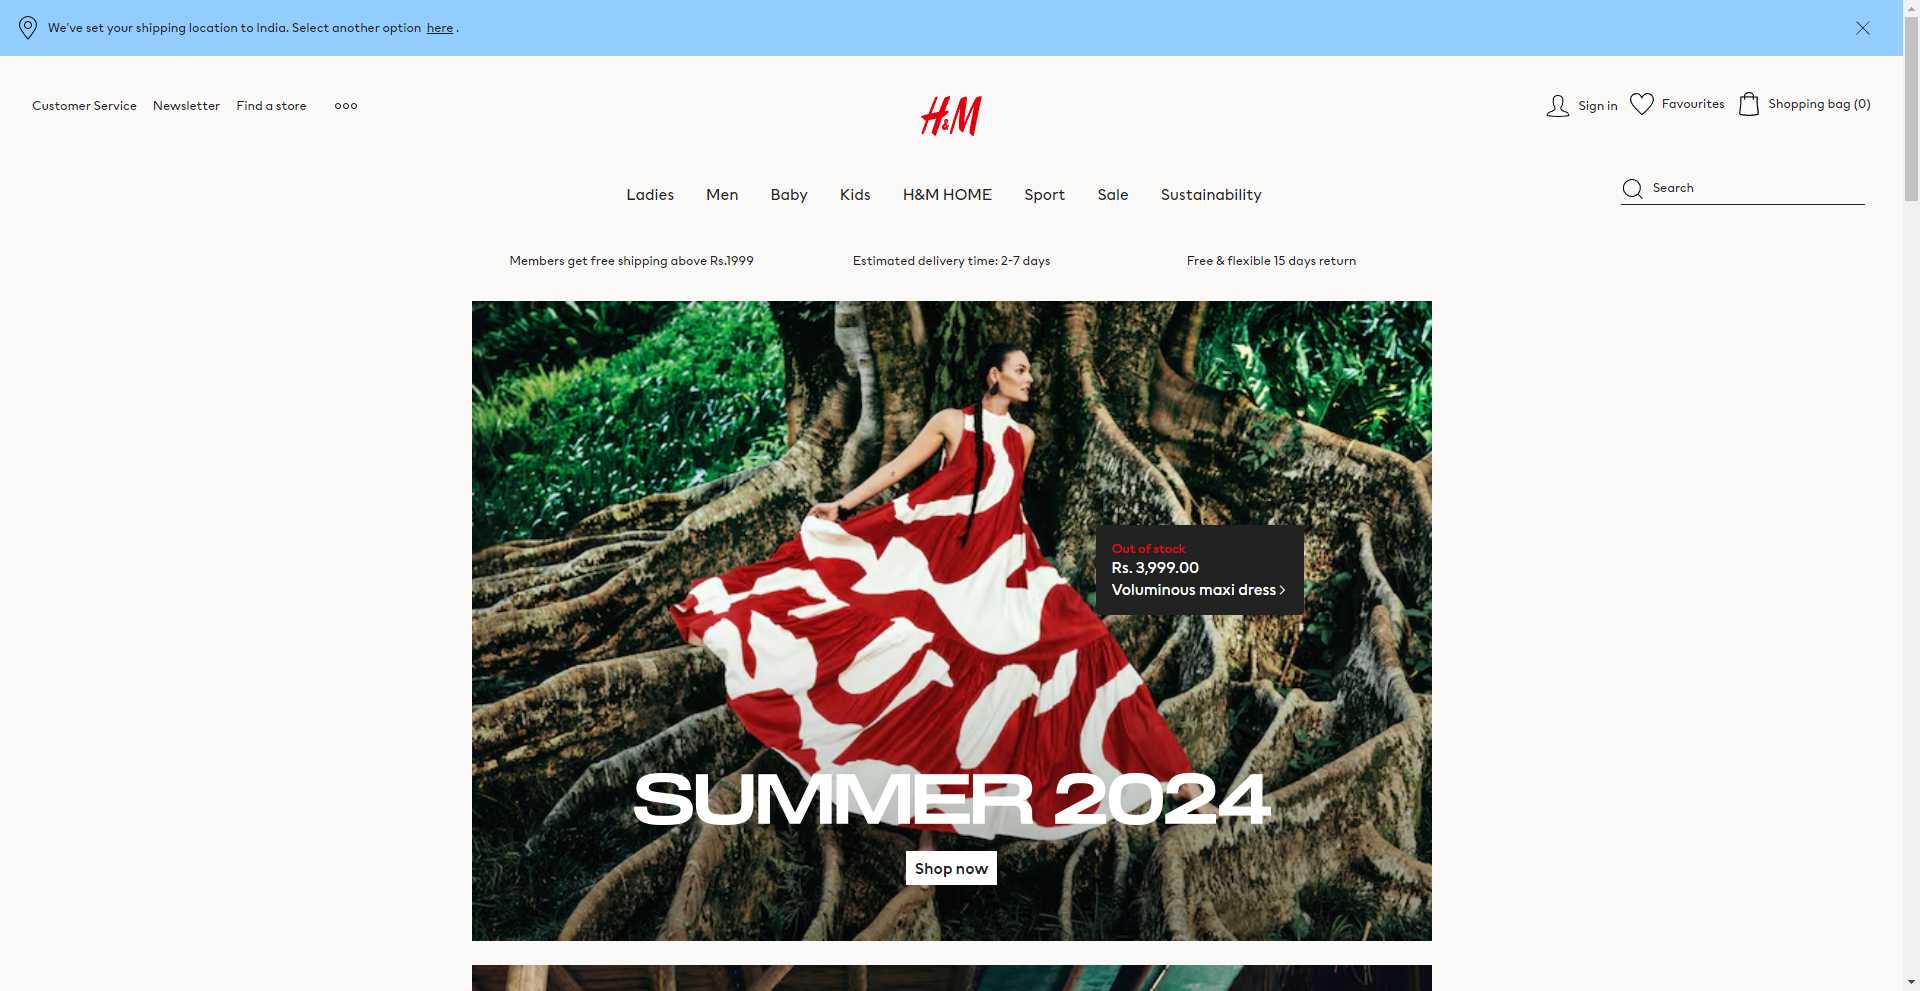 We've set your shipping location to India. Select another option here .
Customer Service Newsletter Find a store
H&M
Sign in Favourites Shopping bag (0)
Ladies Men Baby Kids H&M HOME Sport Sale Sustainability
Search
Members get free shipping above Rs.1999 Estimated delivery time: 2-7 days Free & flexible 15 days return
Out of stock
Rs. 3,999.00
Voluminous maxi dress
SUMMER 2024
Shop now